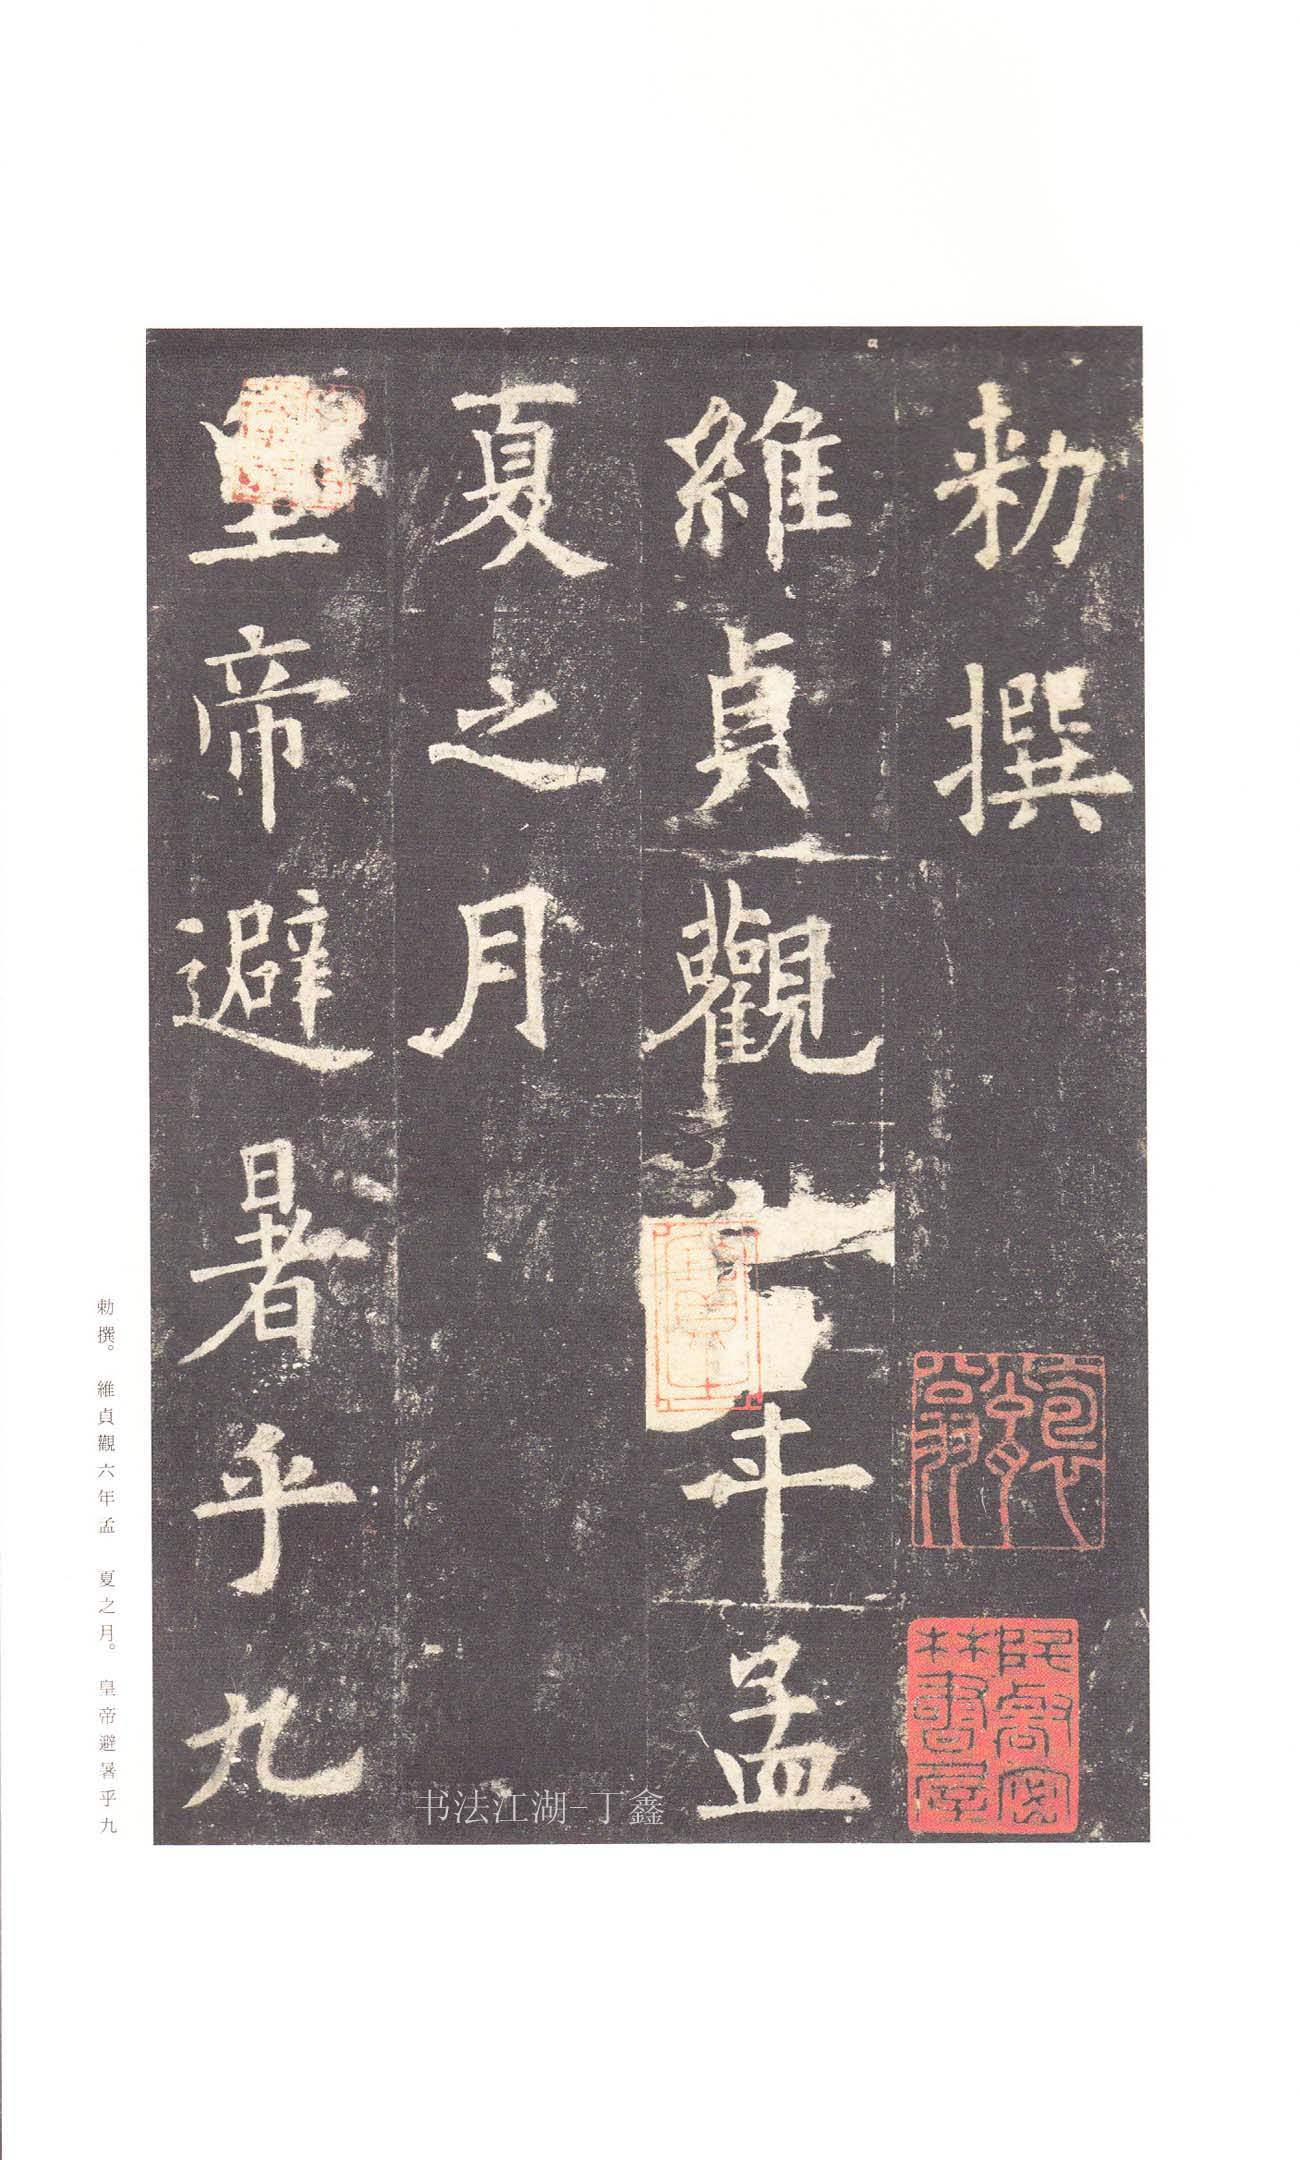 勑撰
維貞觀年孟
夏之月
皇帝避暑乎九
勑撰。 維貞觀六年孟 夏之月。 皇帝避暑乎九
书法江湖-丁鑫